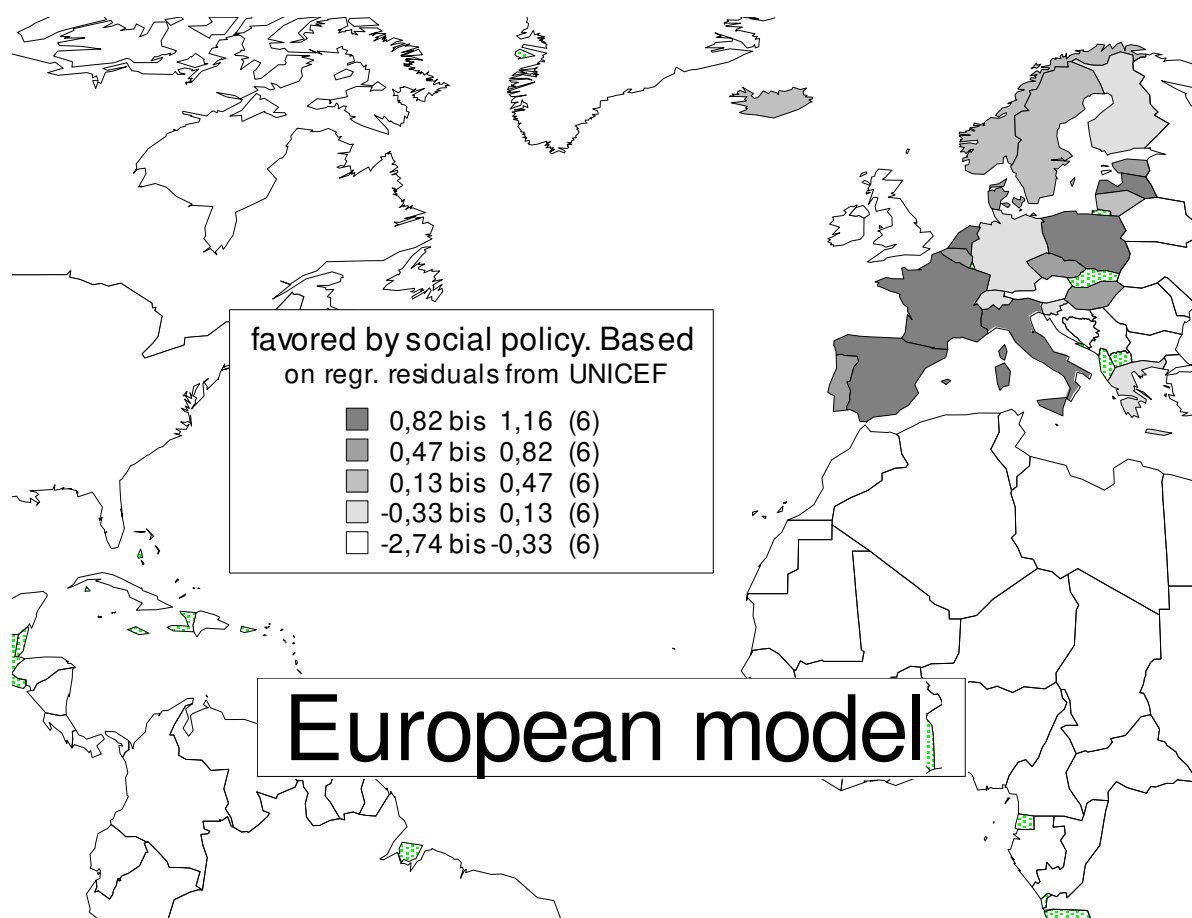 favored by social policy. Based
on regr. residuals from UNICEF
0,82 bis 1,16 (6)
0,47 bis 0,82 (6)
0,13 bis 0,47 (6)
-0,33 bis 0,13 (6)
-2,74 bis -0,33 (6)
European model